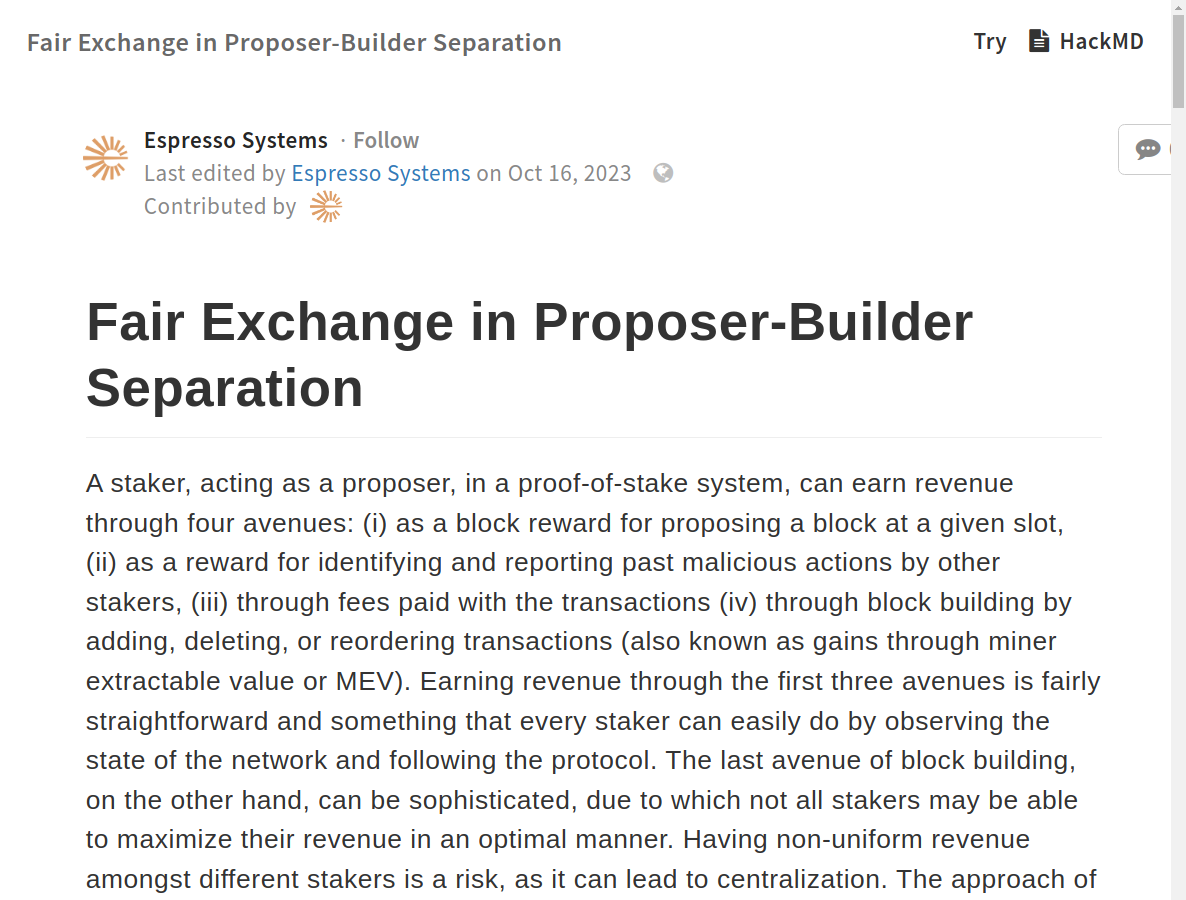 Fair Exchange in Proposer-Builder Separation
Try HackMD
Espresso Systems · Follow
Last edited by Espresso Systems on Oct 16, 2023
Contributed by
Fair Exchange in Proposer-Builder
Separation
A staker, acting as a proposer, in a proof-of-stake system, can earn revenue
through four avenues: (i) as a block reward for proposing a block at a given slot,
(ii) as a reward for identifying and reporting past malicious actions by other
stakers, (iii) through fees paid with the transactions (iv) through block building by
adding, deleting, or reordering transactions (also known as gains through miner
extractable value or MEV). Earning revenue through the first three avenues is fairly
straightforward and something that every staker can easily do by observing the
state of the network and following the protocol. The last avenue of block building,
on the other hand, can be sophisticated, due to which not all stakers may be able
to maximize their revenue in an optimal manner. Having non-uniform revenue
amongst different stakers is a risk, as it can lead to centralization. The approach of